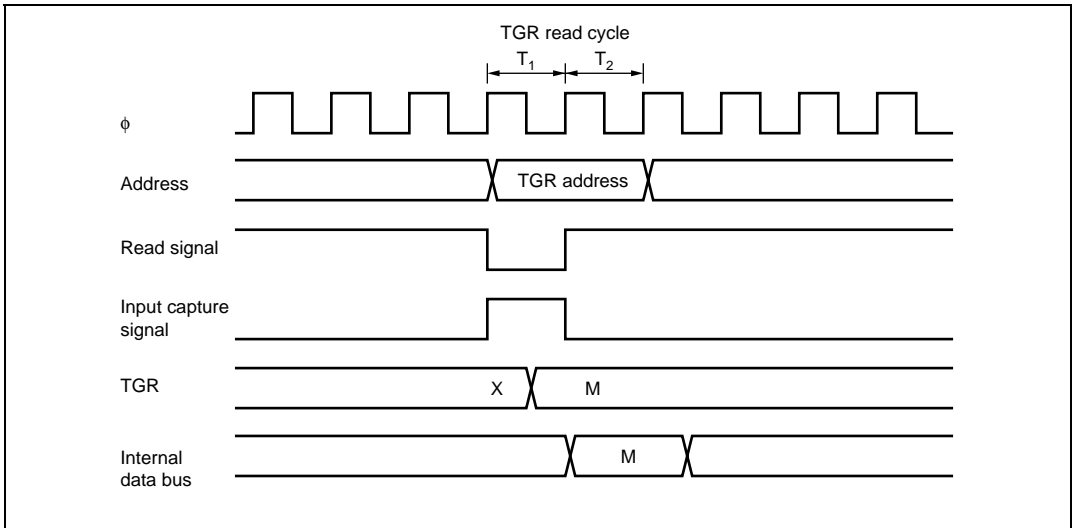 TGR read cycle
T1 T2
ϕ
Address
TGR address
Read signal
Input capture
signal
TGR
X M
Internal
data bus
M